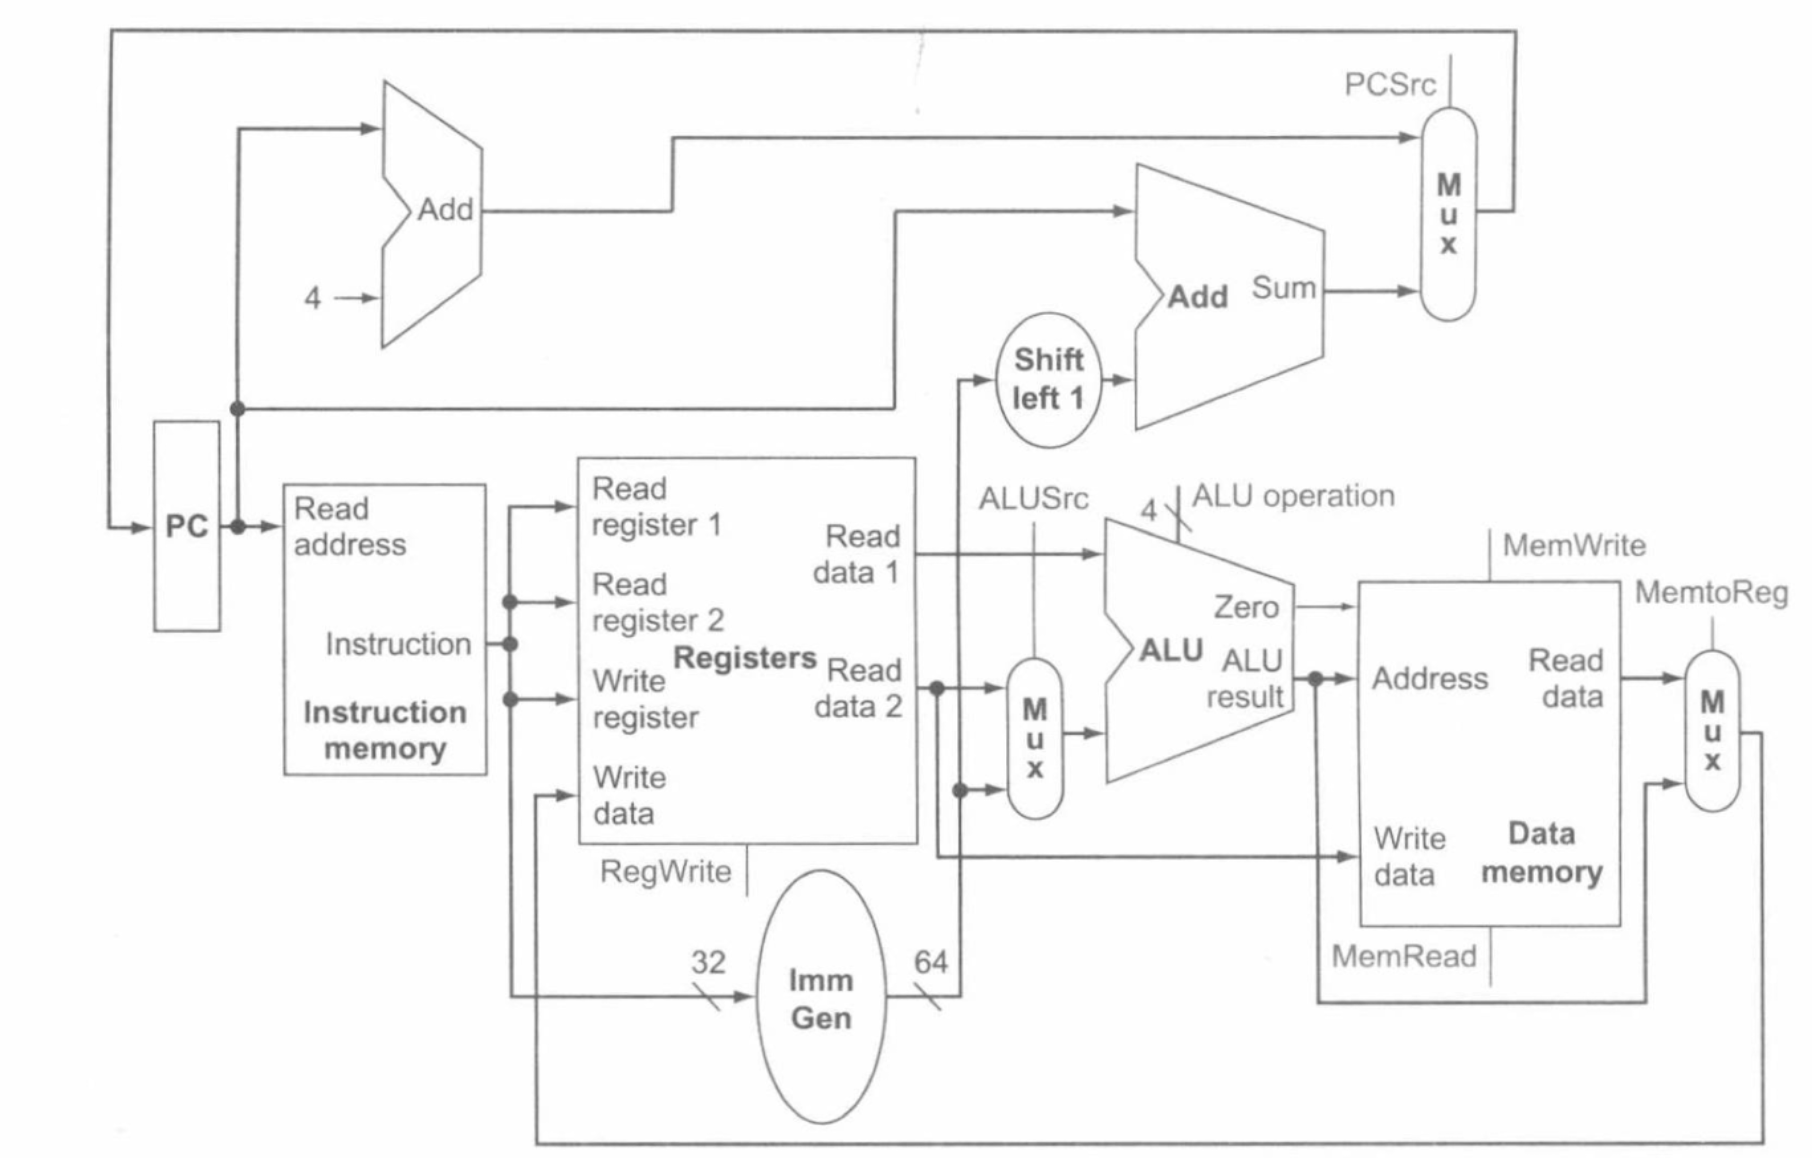 PCSrc
M
u
x
Add
4
Add
Sum
Shift
left 1
PC
Read
address
Instruction
Instruction
memory
Read
register 1
Read
register 2
Write
register
Write
data
Registers
Read
data 1
Read
data 2
RegWrite
ALUSrc
M
u
x
4
ALU operation
Zero
ALU
ALU
result
MemWrite
Address
Read
data
Write
data
Data
memory
MemRead
MemtoReg
M
u
x
32
Imm
Gen
64